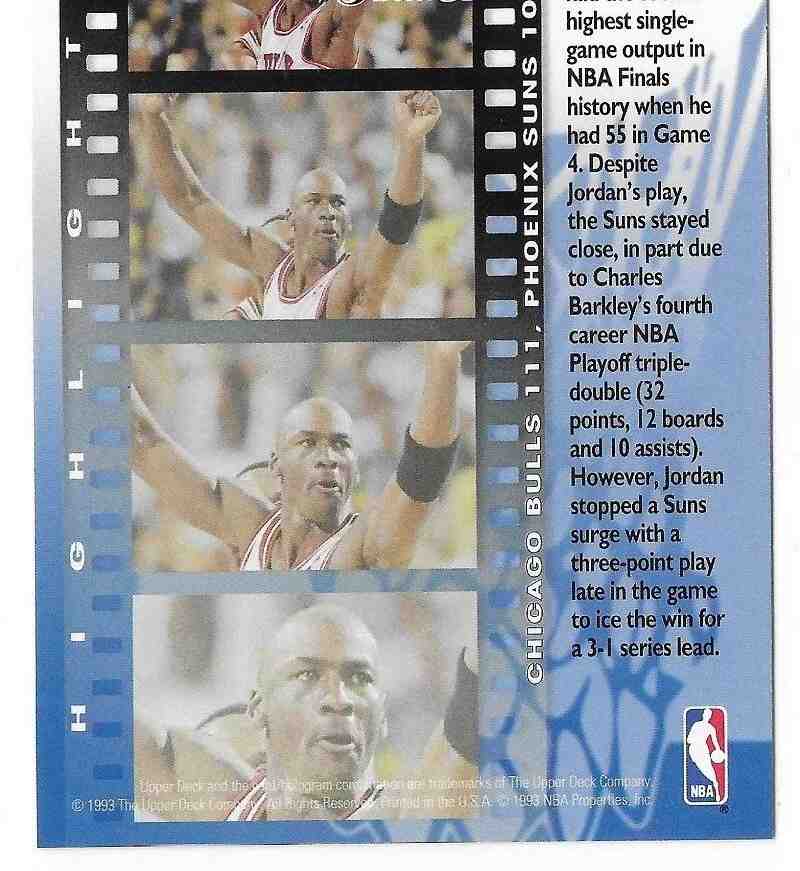 highest single-
game output in
NBA Finals
history when he
had 55 in Game
4. Despite
Jordan's play,
the Suns stayed
close, in part due
to Charles
Barkley's fourth
career NBA
Playoff triple-
double (32
points, 12 boards
and 10 assists).
However, Jordan
stopped a Suns
surge with a
three-point play
late in the game
to ice the win for
a 3-1 series lead.
HIGHLIGHT
CHICAGO BULLS 111, PHOENIX SUNS 10
NBA
Upper Deck and the card/hologram combination are trademarks of The Upper Deck Company.
© 1993 The Upper Deck Company. All Rights Reserved. Printed in the U.S.A. © 1993 NBA Properties, Inc.